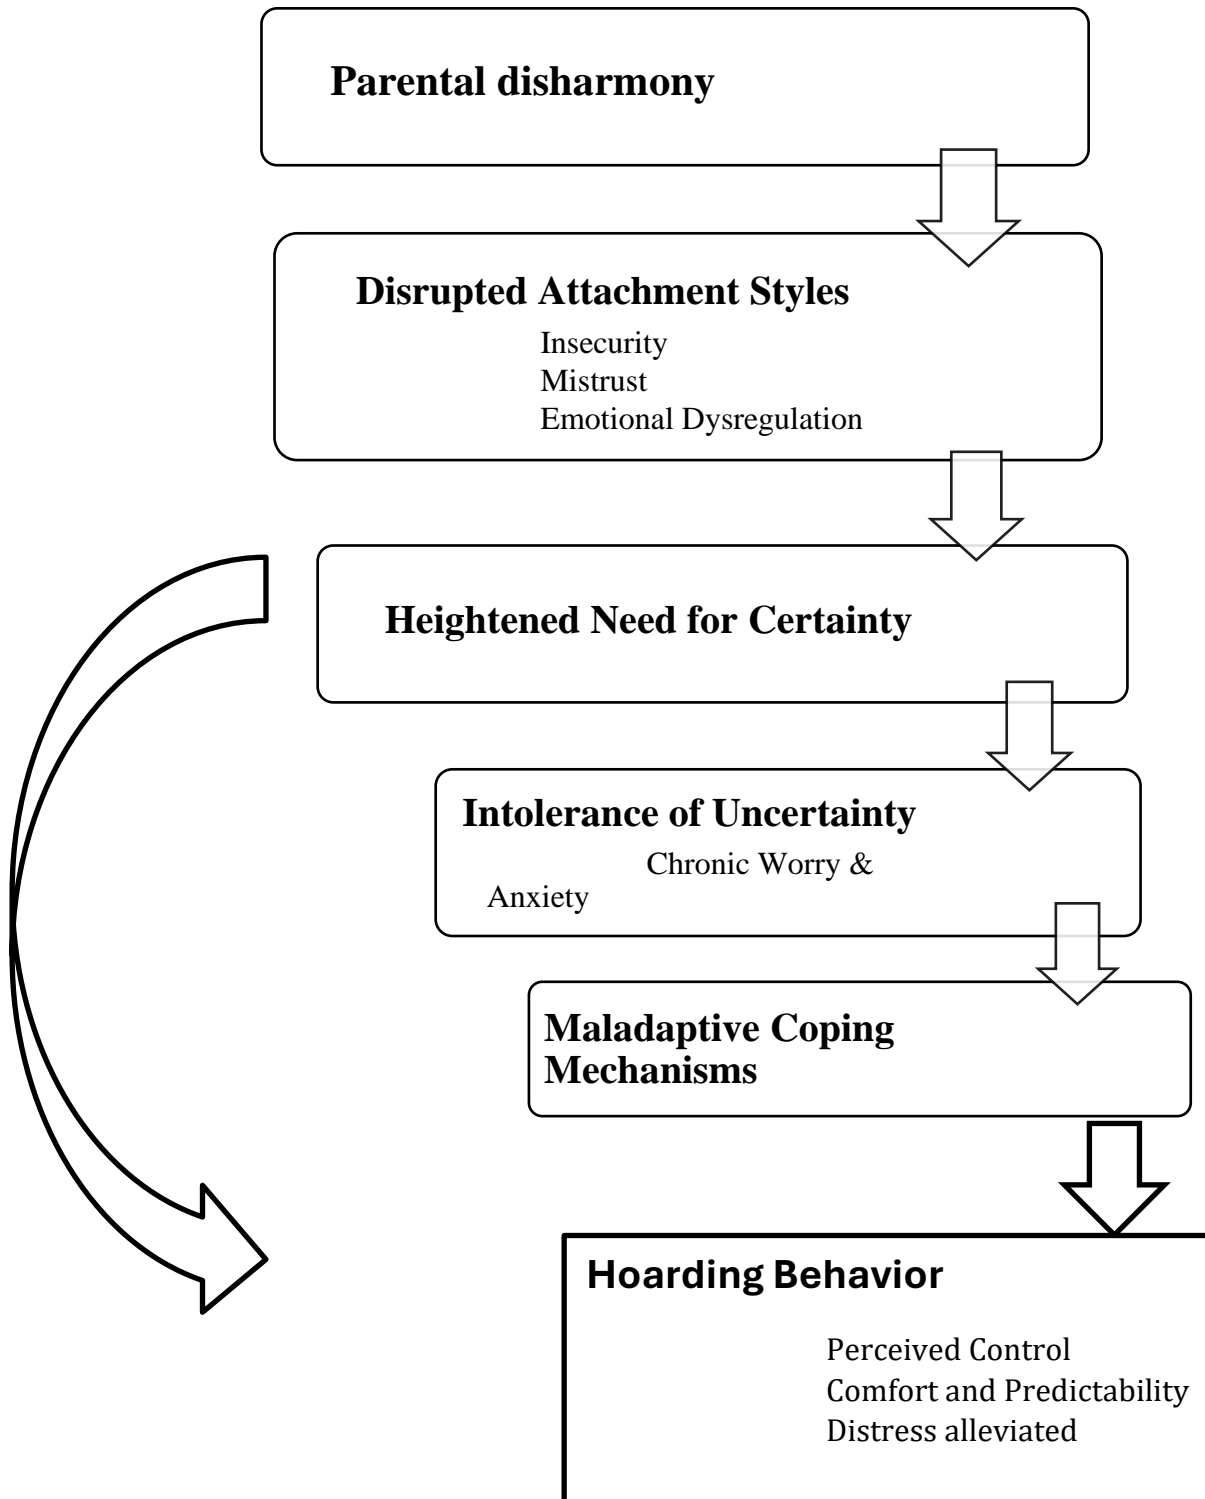 Parental disharmony
Disrupted Attachment Styles
Insecurity
Mistrust
Emotional Dysregulation
Heightened Need for Certainty
Intolerance of Uncertainty
Chronic Worry &
Anxiety
Maladaptive Coping
Mechanisms
Hoarding Behavior
Perceived Control
Comfort and Predictability
Distress alleviated